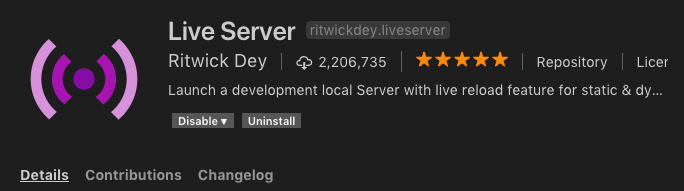 Live Server ritwickdey.liveserver
Ritwick Dey 2,206,735 Repository Licen
Launch a development local Server with live reload feature for static & dy...
Disable ▾ Uninstall
Details Contributions Changelog